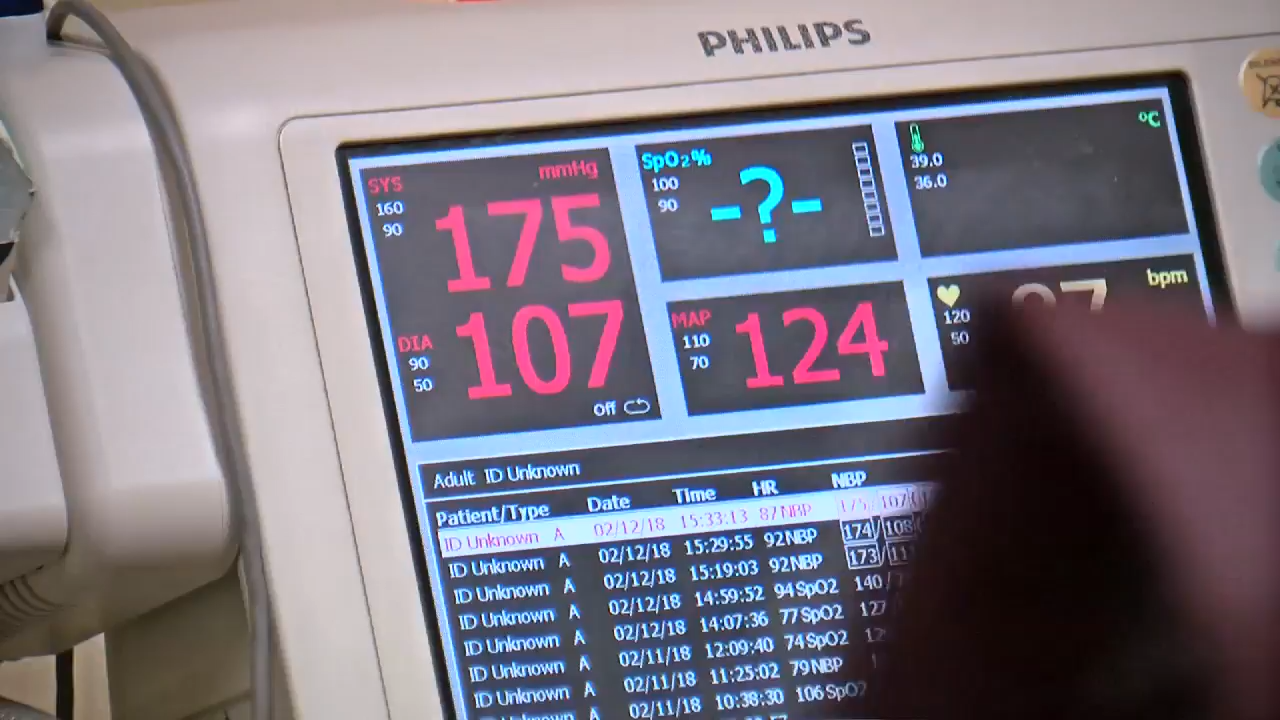 PHILIPS
SYS mmHg
160
90
175
DIA
90
50
107
Off
SpO2%
100
90
-?-
°C
39.0
36.0
MAP
110
70
124
bpm
120
50
87
Adult ID Unknown
Patient/Type Date Time HR NBP
ID Unknown A 02/12/18 15:33:13 87 NBP 175/107
ID Unknown A 02/12/18 15:29:55 92 NBP 174/108
ID Unknown A 02/12/18 15:19:03 92 NBP 173/
ID Unknown A 02/12/18 14:59:52 94 SpO2 140/
ID Unknown A 02/12/18 14:07:36 77 SpO2
ID Unknown A 02/11/18 12:09:40 74 SpO2
ID Unknown A 02/11/18 11:25:02 79 NBP
02/11/18 10:38:30 106 SpO2